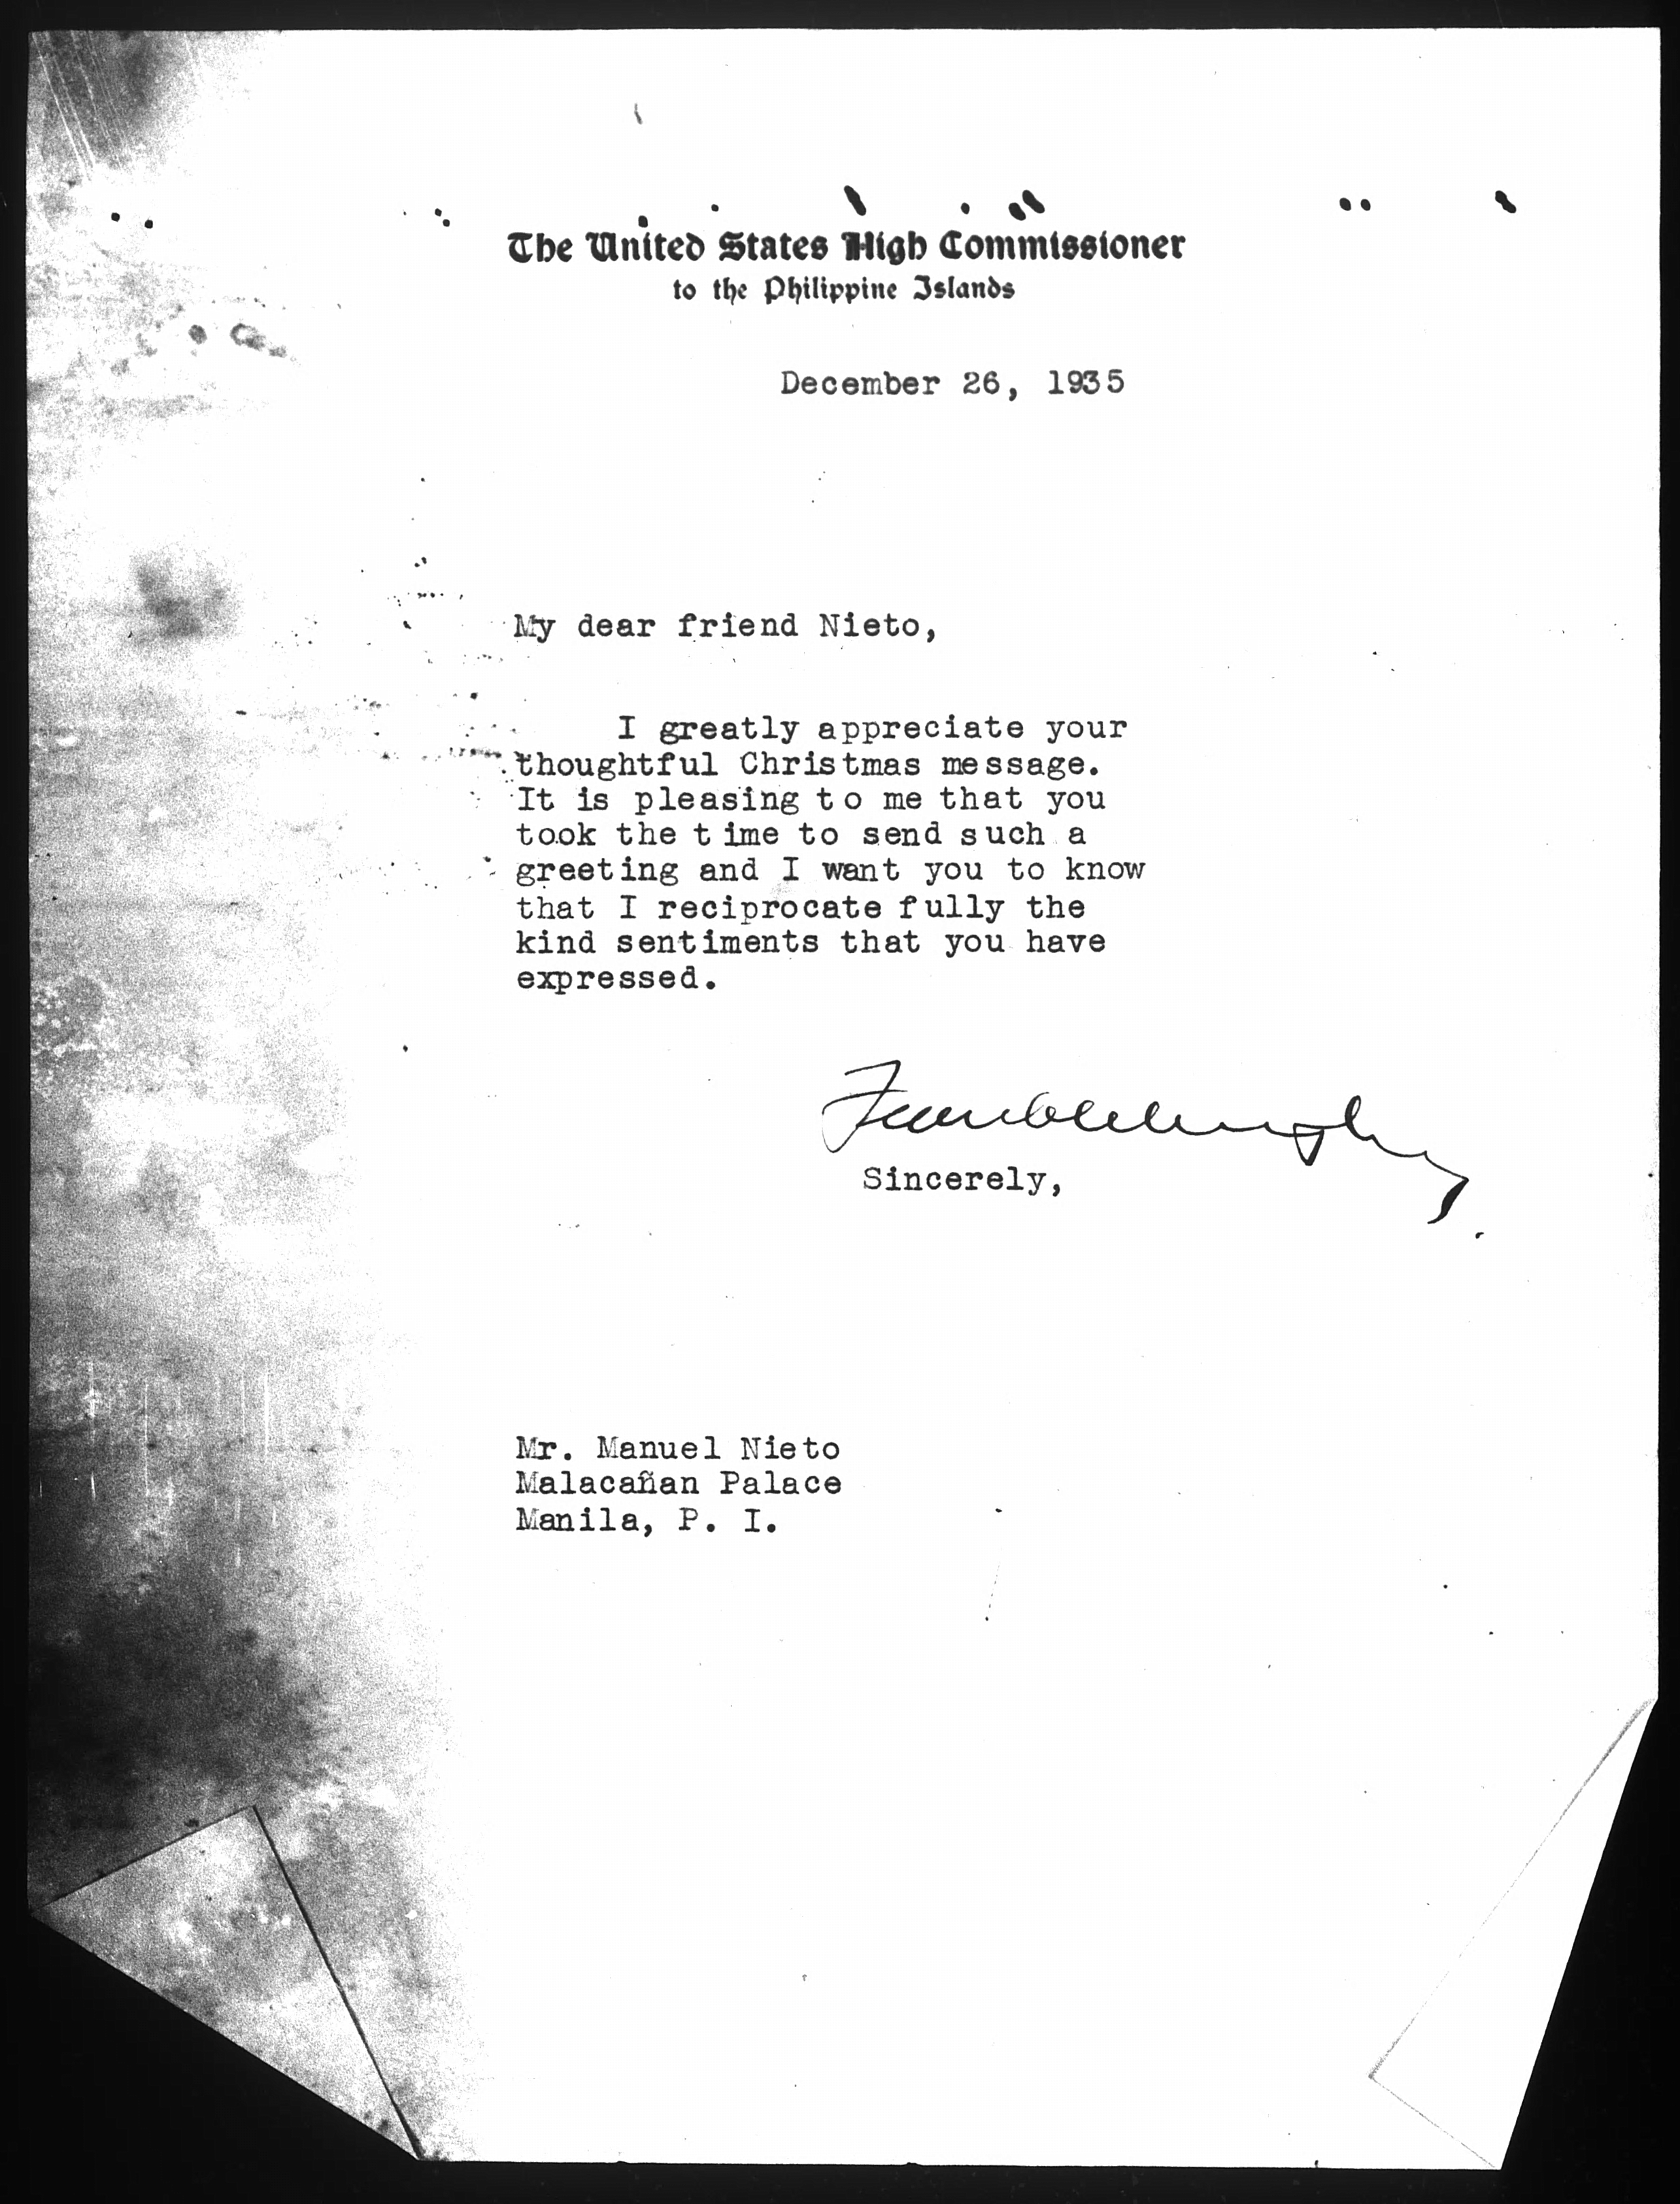 The United States High Commissioner
to the Philippine Islands
December 26, 1935
My dear friend Nieto,
I greatly appreciate your
thoughtful Christmas message.
It is pleasing to me that you
took the time to send such a
greeting and I want you to know
that I reciprocate fully the
kind sentiments that you have
expressed.
Frank Murphy
Sincerely,
Mr. Manuel Nieto
Malacañan Palace
Manila, P. I.